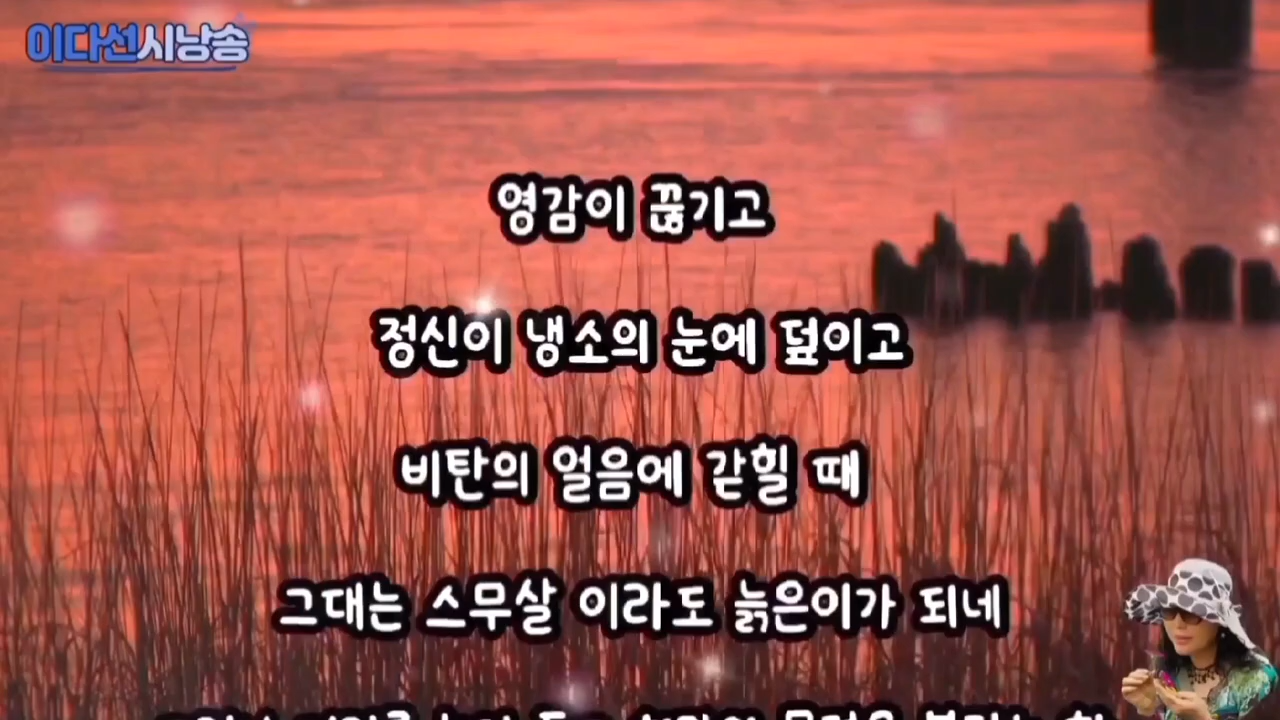 이다선시낭송
영감이 끊기고
정신이 냉소의 눈에 덮이고
비탄의 얼음에 갇힐 때
그대는 스무살 이라도 늙은이가 되네